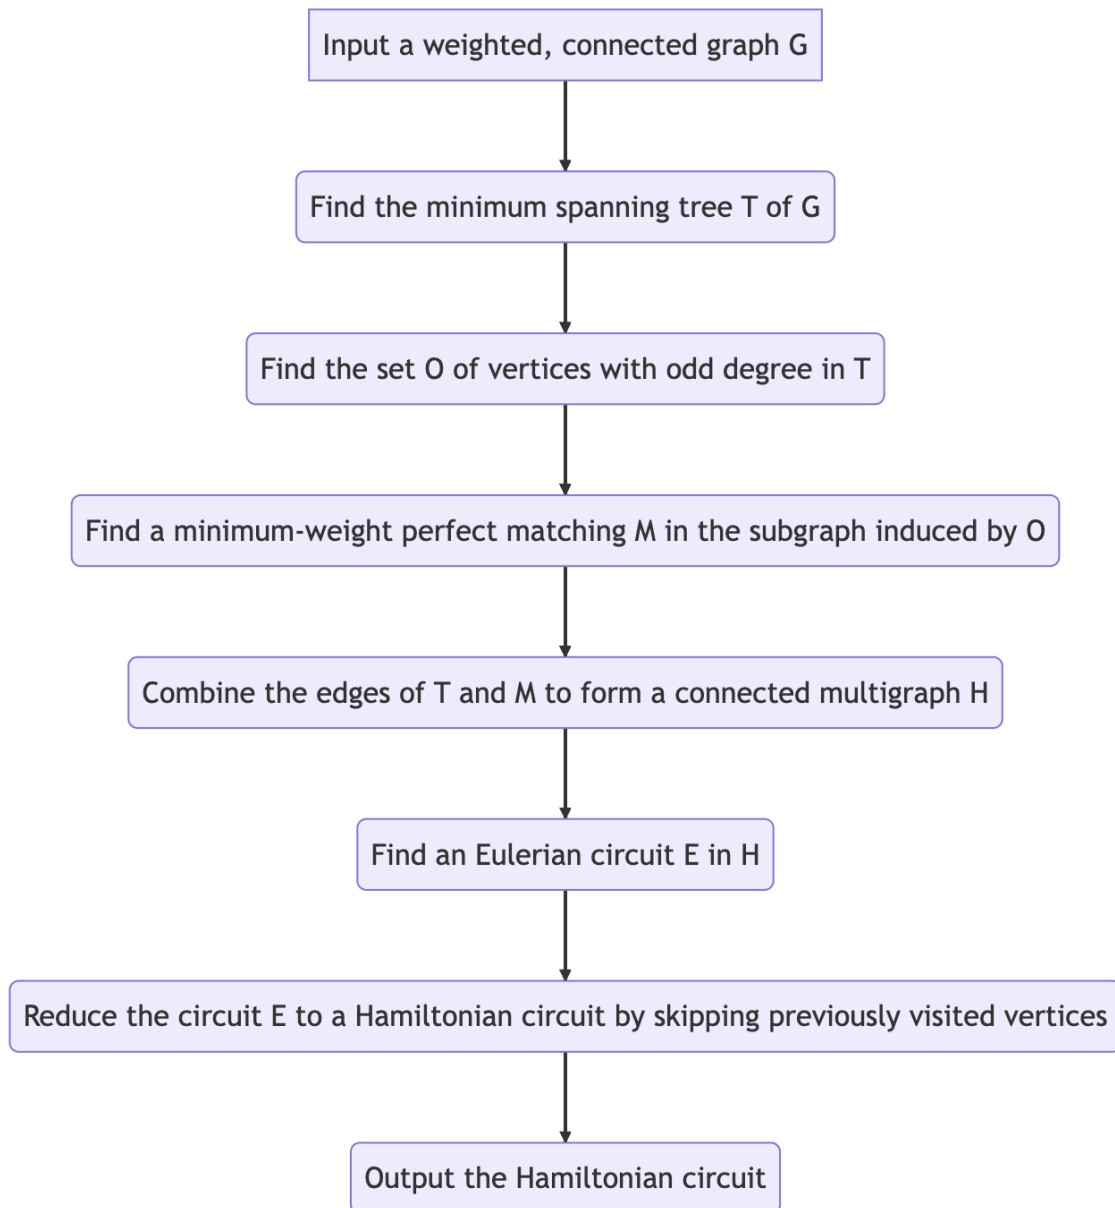 Input a weighted, connected graph G
Find the minimum spanning tree T of G
Find the set O of vertices with odd degree in T
Find a minimum-weight perfect matching M in the subgraph induced by O
Combine the edges of T and M to form a connected multigraph H
Find an Eulerian circuit E in H
Reduce the circuit E to a Hamiltonian circuit by skipping previously visited vertices
Output the Hamiltonian circuit